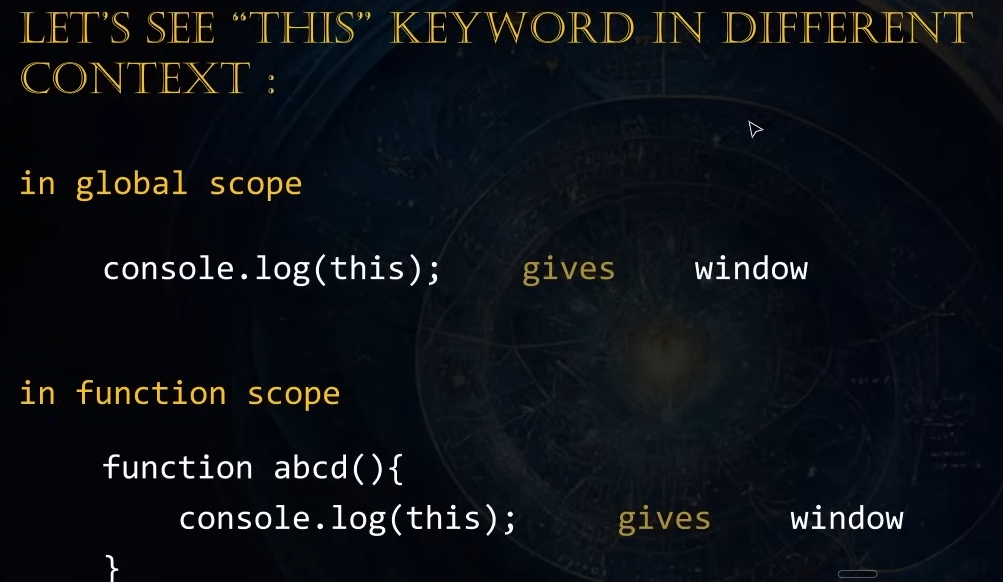 LET’S SEE “THIS” KEYWORD IN DIFFERENT
CONTEXT :
in global scope
console.log(this); gives window
in function scope
function abcd(){
console.log(this); gives window
}